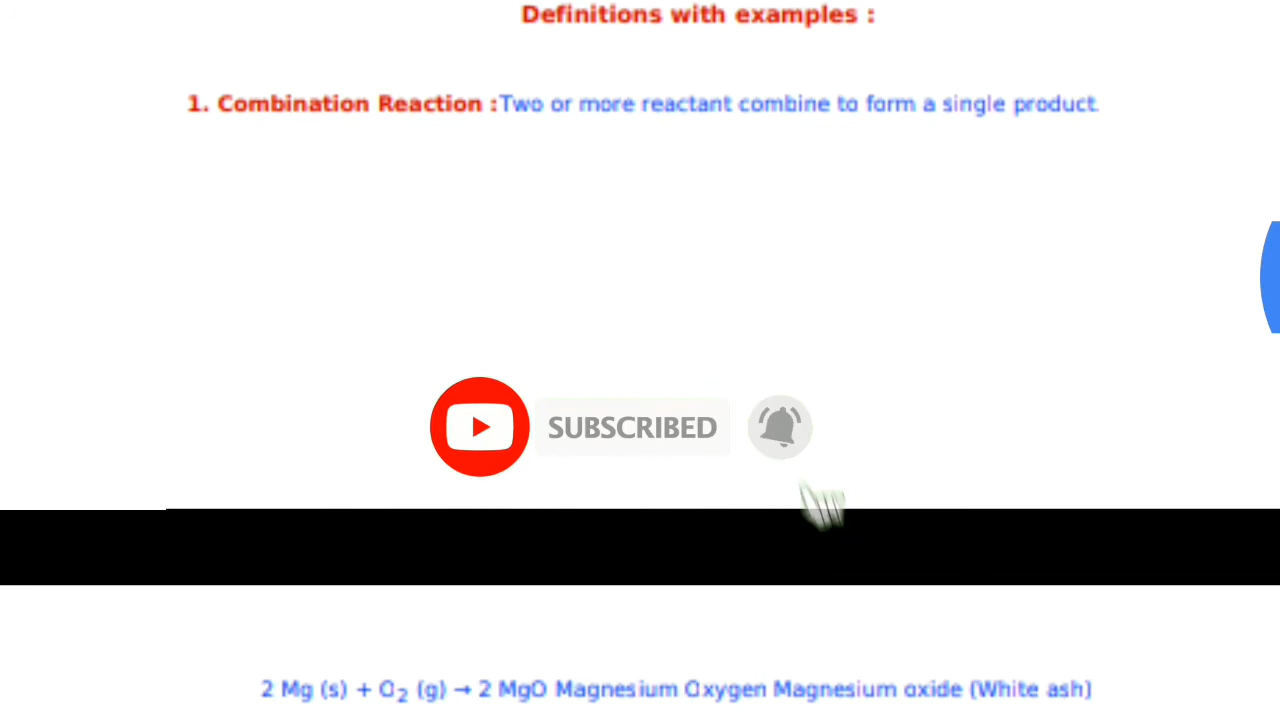 Definitions with examples :
1. Combination Reaction :Two or more reactant combine to form a single product.
SUBSCRIBED
2 Mg (s) + O₂ (g) → 2 MgO Magnesium Oxygen Magnesium oxide (White ash)